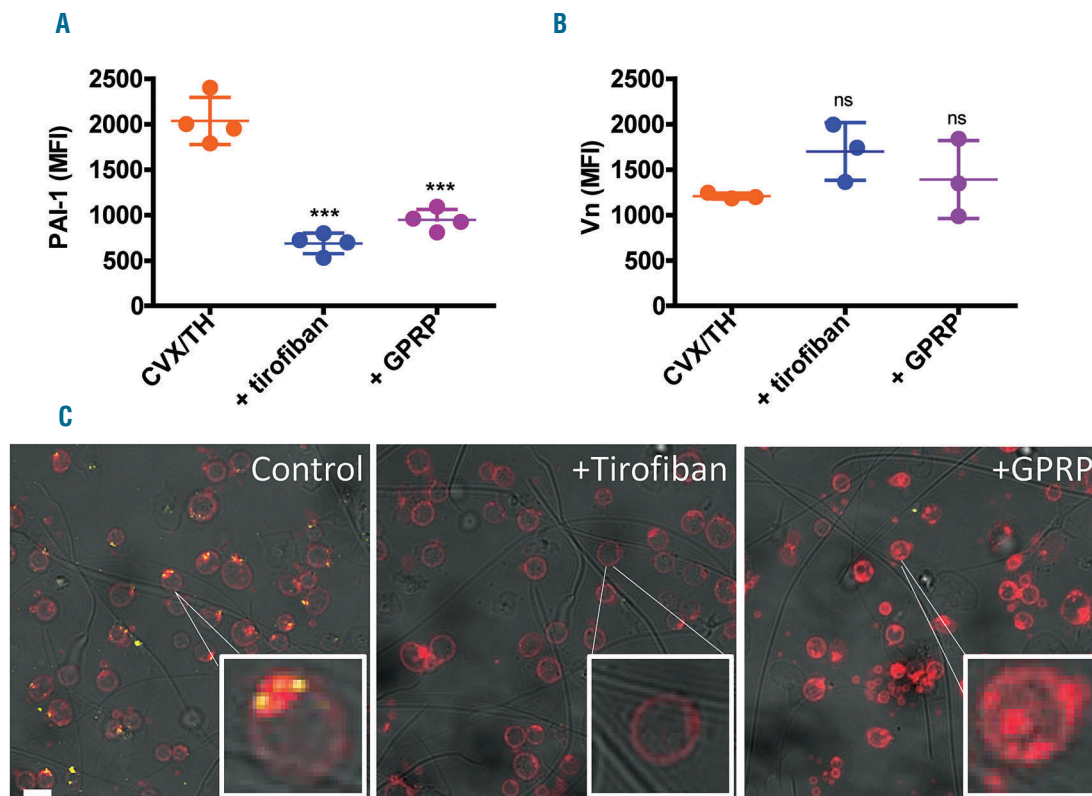 A
PAI-1 (MFI)
2500
2000
1500
1000
500
0
***
***
CVX/TH
+ tirofiban
+ GPRP
B
Vn (MFI)
2500
2000
1500
1000
500
0
ns
ns
CVX/TH
+ tirofiban
+ GPRP
C
Control
+Tirofiban
+GPRP